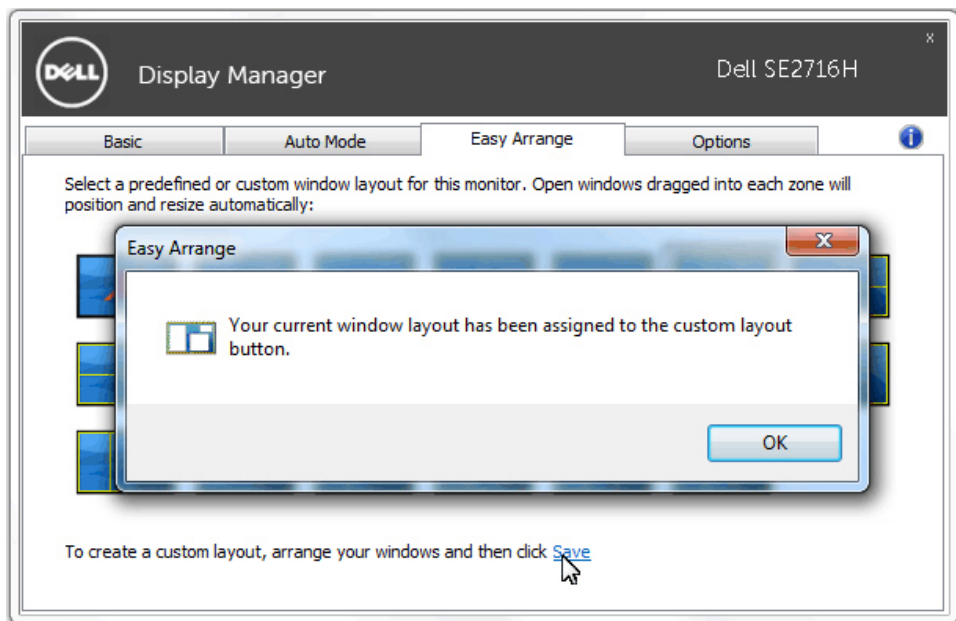 DELL
Display Manager
Dell SE2716H
x
Basic
Auto Mode
Easy Arrange
Options
i
Select a predefined or custom window layout for this monitor. Open windows dragged into each zone will
position and resize automatically:
Easy Arrange
x
Your current window layout has been assigned to the custom layout
button.
OK
To create a custom layout, arrange your windows and then click Save